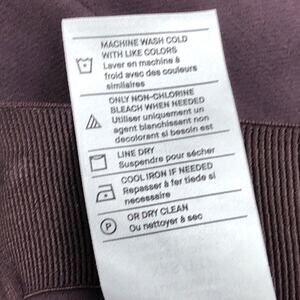 MACHINE WASH COLD
WITH LIKE COLORS
Laver en machine à
froid avec des couleurs
similaires
ONLY NON-CHLORINE
BLEACH WHEN NEEDED
Utiliser uniquement un
agent blanchissant non
decolorant si besoin est
LINE DRY
Suspendre pour sécher
COOL IRON IF NEEDED
Repasser à fer tiede si
necessaire
P
OR DRY CLEAN
Ou nettoyer à sec